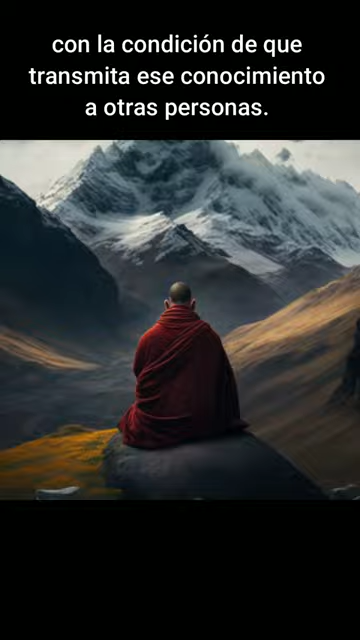 con la condición de que
transmita ese conocimiento
a otras personas.